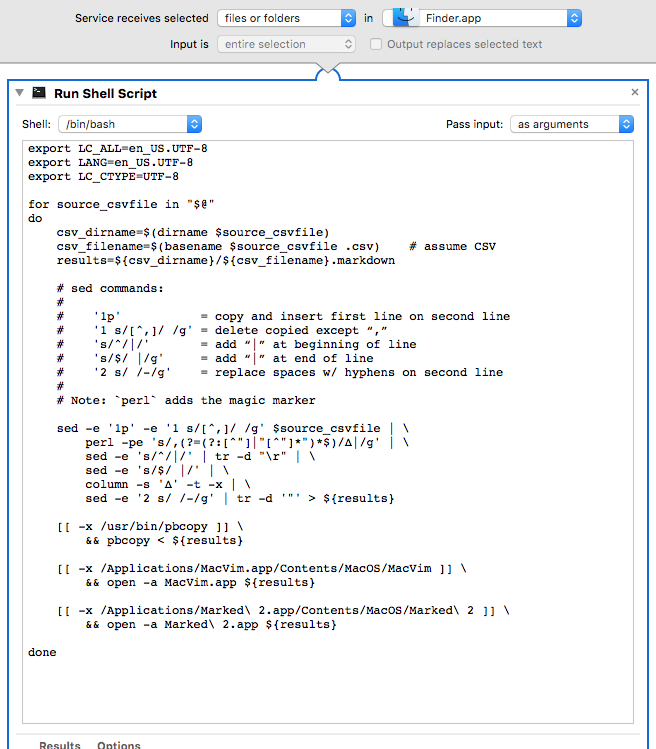 Service receives selected files or folders in Finder.app
Input is entire selection Output replaces selected text
Run Shell Script
Shell: /bin/bash Pass input: as arguments
export LC_ALL=en_US.UTF-8
export LANG=en_US.UTF-8
export LC_CTYPE=UTF-8
for source_csvfile in "$@"
do
    csv_dirname=$(dirname $source_csvfile)
    csv_filename=$(basename $source_csvfile .csv)    # assume CSV
    results=${csv_dirname}/${csv_filename}.markdown
    # sed commands:
    #
    #    '1p'           = copy and insert first line on second line
    #    '1 s/[^,]/ /g' = delete copied except “,”
    #    's/^/|/'       = add “|” at beginning of line
    #    's/$/ |/g'     = add “|” at end of line
    #    '2 s/ /-/g'    = replace spaces w/ hyphens on second line
    #
    # Note: `perl` adds the magic marker
    sed -e '1p' -e '1 s/[^,]/ /g' $source_csvfile | \
        perl -pe 's/,(?=(?:[^"]|"[^"]*")*$)/∆|/g' | \
        sed -e 's/^/|/' | tr -d "\r" | \
        sed -e 's/$/ |/' | \
        column -s '∆' -t -x | \
        sed -e '2 s/ /-/g' | tr -d '"' > ${results}
    [[ -x /usr/bin/pbcopy ]] \
        && pbcopy < ${results}
    [[ -x /Applications/MacVim.app/Contents/MacOS/MacVim ]] \
        && open -a MacVim.app ${results}
    [[ -x /Applications/Marked\ 2.app/Contents/MacOS/Marked\ 2 ]] \
        && open -a Marked\ 2.app ${results}
done
Results Options